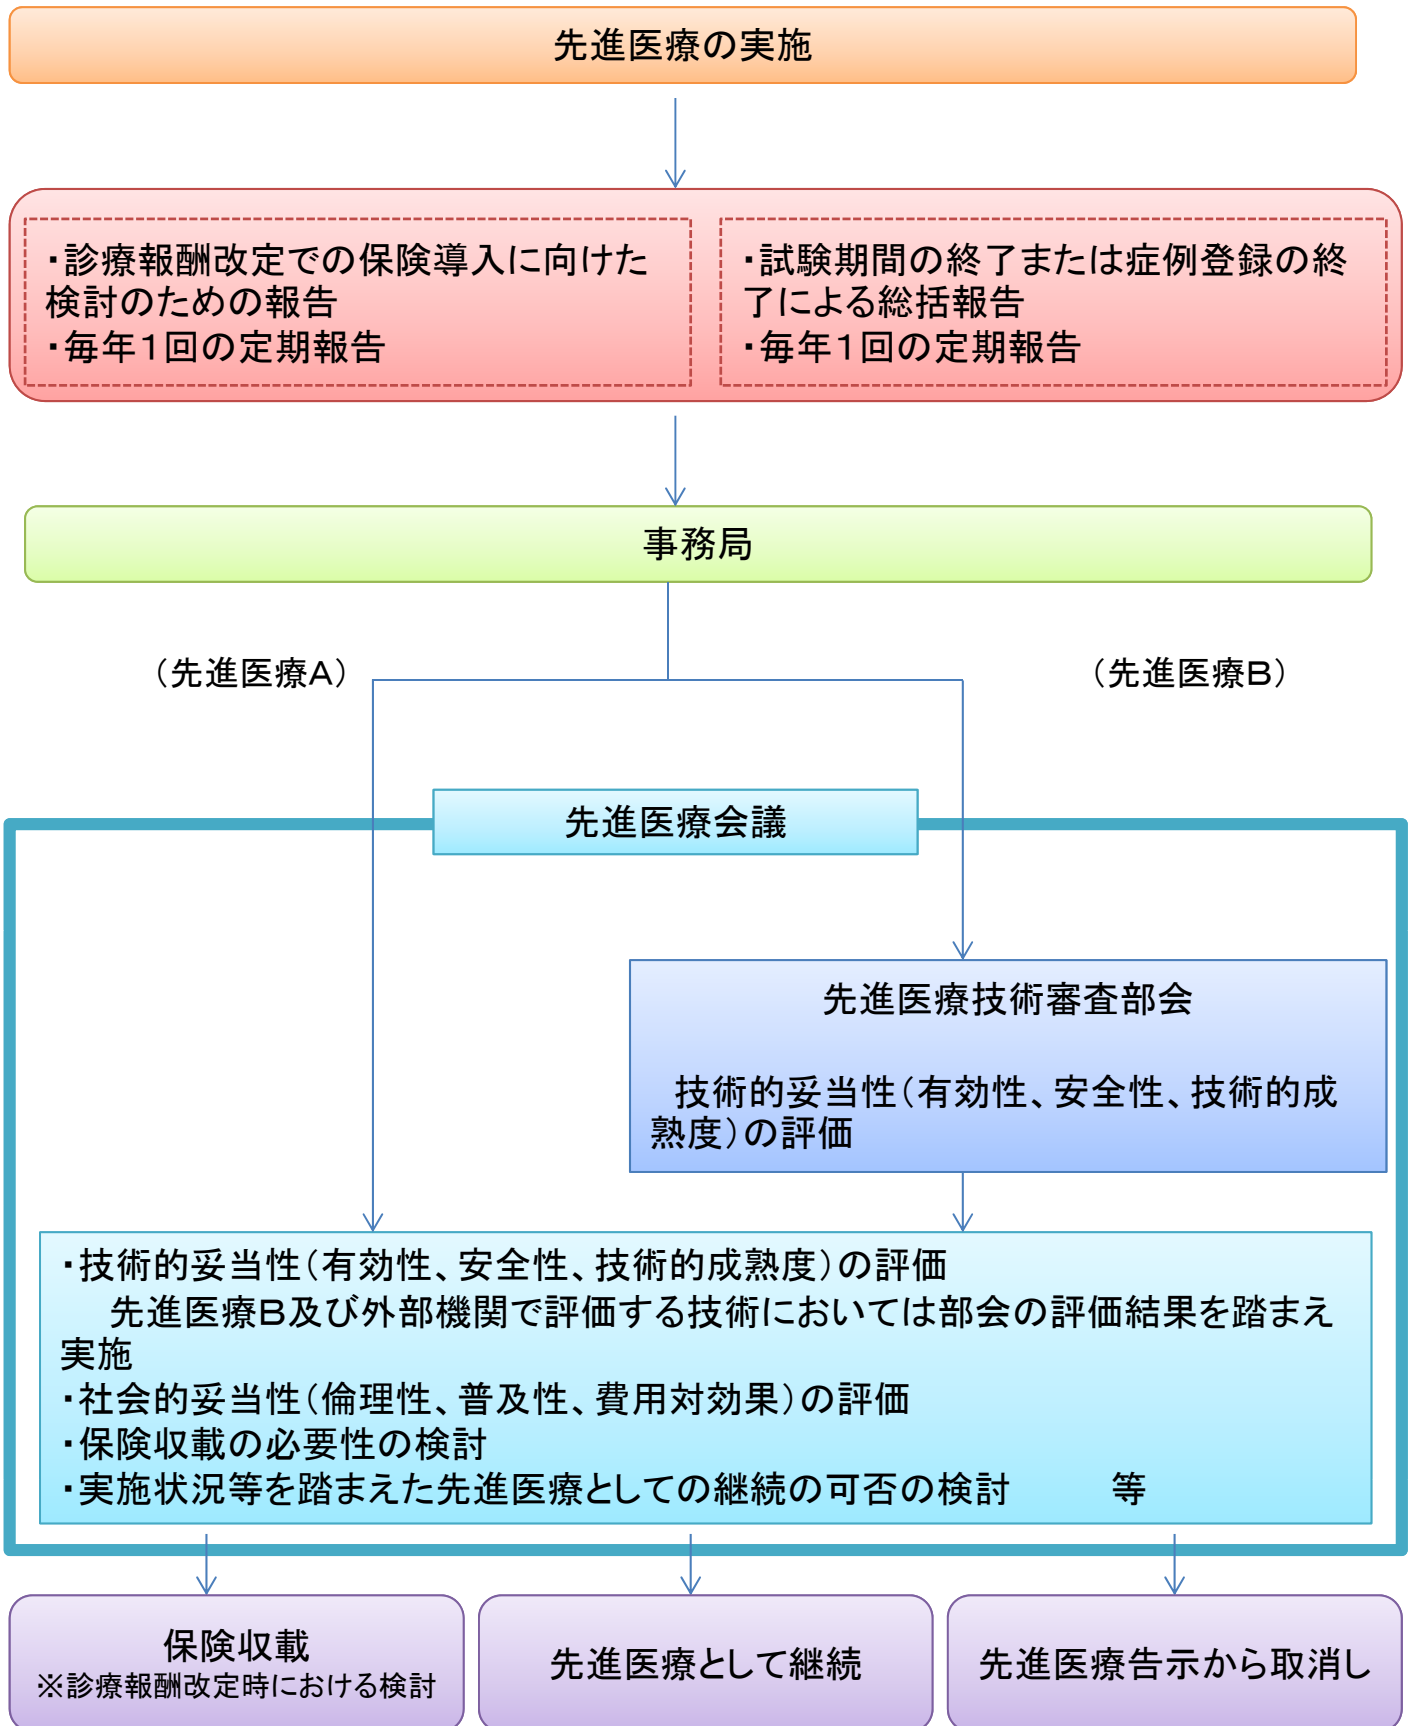 先進医療の実施
・診療報酬改定での保険導入に向けた
検討のための報告
・毎年１回の定期報告
・試験期間の終了または症例登録の終
了による総括報告
・毎年１回の定期報告
事務局
（先進医療Ａ）
（先進医療Ｂ）
先進医療会議
先進医療技術審査部会
技術的妥当性（有効性、安全性、技術的成
熟度）の評価
・技術的妥当性（有効性、安全性、技術的成熟度）の評価
先進医療Ｂ及び外部機関で評価する技術においては部会の評価結果を踏まえ
実施
・社会的妥当性（倫理性、普及性、費用対効果）の評価
・保険収載の必要性の検討
・実施状況等を踏まえた先進医療としての継続の可否の検討　　　等
保険収載
※診療報酬改定時における検討
先進医療として継続
先進医療告示から取消し